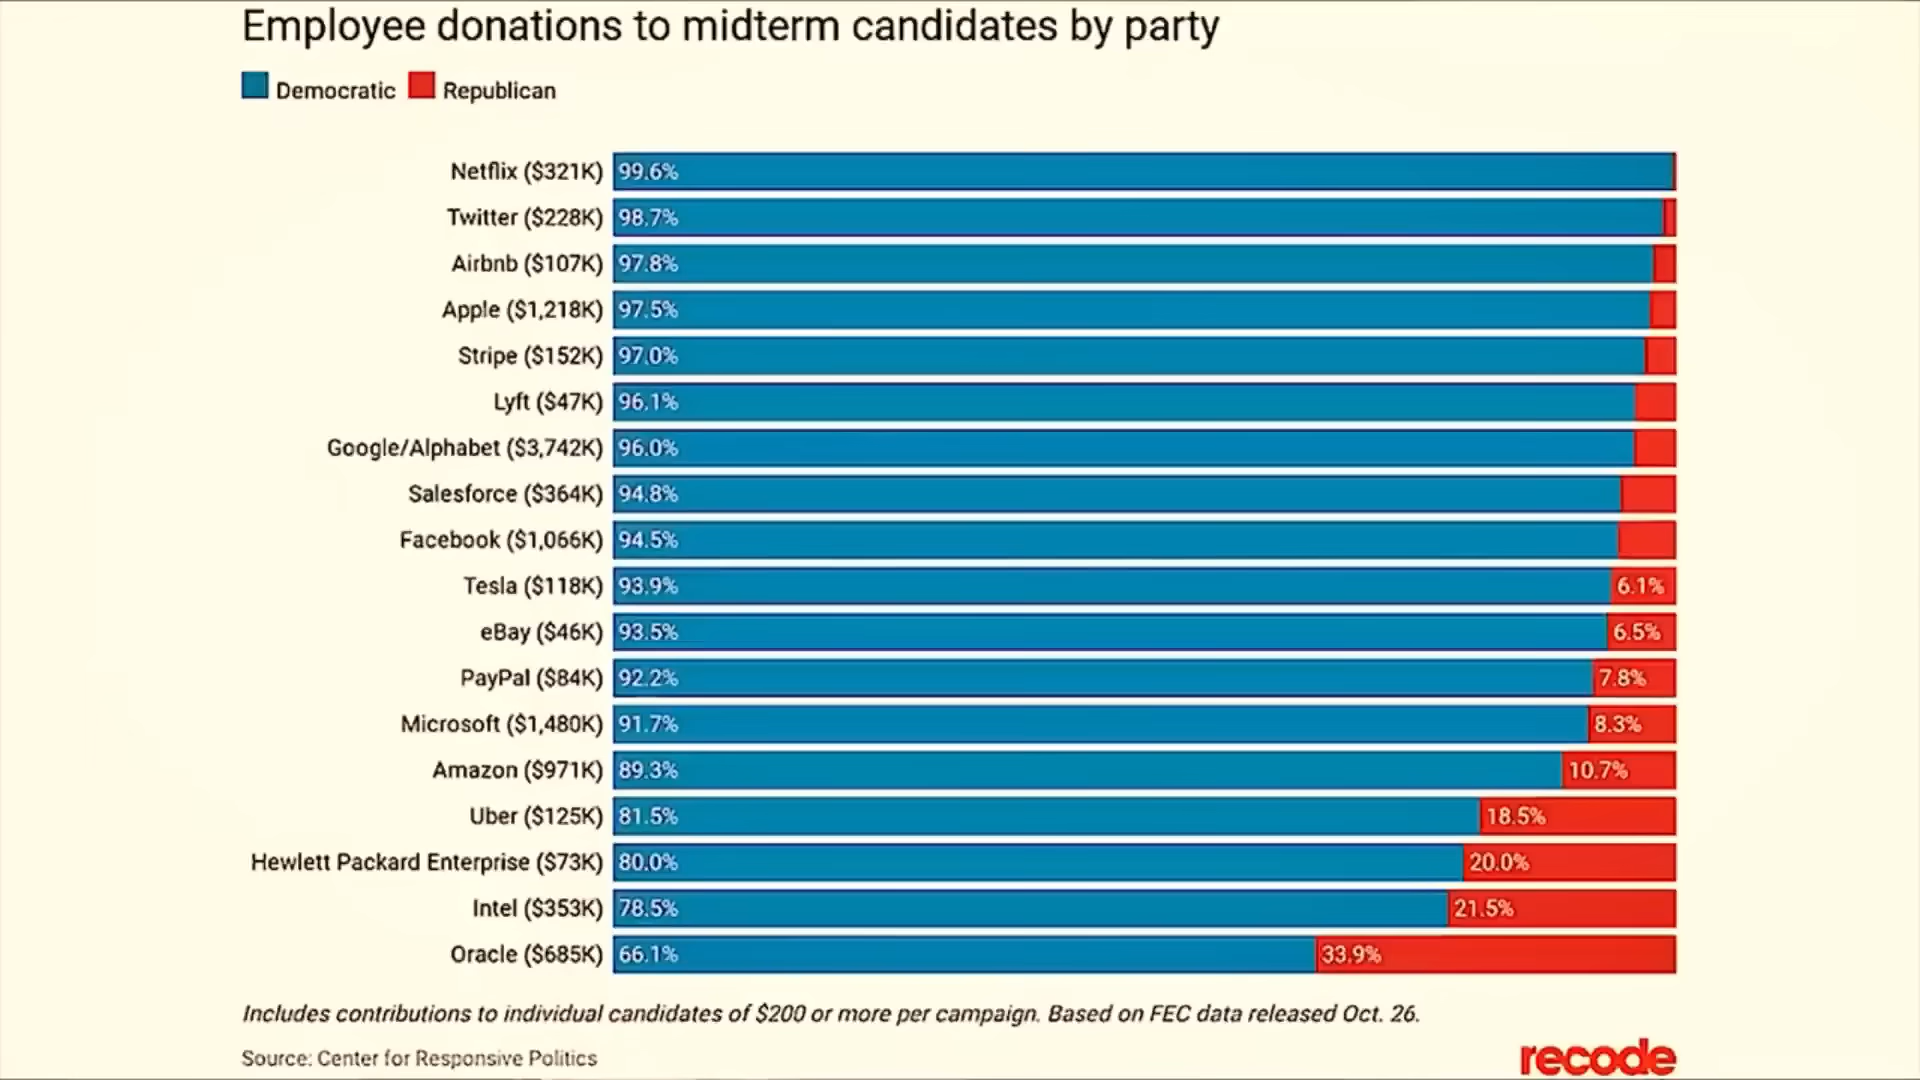 Employee donations to midterm candidates by party
Democratic Republican
Netflix ($321K) 99.6%
Twitter ($228K) 98.7%
Airbnb ($107K) 97.8%
Apple ($1,218K) 97.5%
Stripe ($152K) 97.0%
Lyft ($47K) 96.1%
Google/Alphabet ($3,742K) 96.0%
Salesforce ($364K) 94.8%
Facebook ($1,066K) 94.5%
Tesla ($118K) 93.9% 6.1%
eBay ($46K) 93.5% 6.5%
PayPal ($84K) 92.2% 7.8%
Microsoft ($1,480K) 91.7% 8.3%
Amazon ($971K) 89.3% 10.7%
Uber ($125K) 81.5% 18.5%
Hewlett Packard Enterprise ($73K) 80.0% 20.0%
Intel ($353K) 78.5% 21.5%
Oracle ($685K) 66.1% 33.9%
Includes contributions to individual candidates of $200 or more per campaign. Based on FEC data released Oct. 26.
Source: Center for Responsive Politics
recode